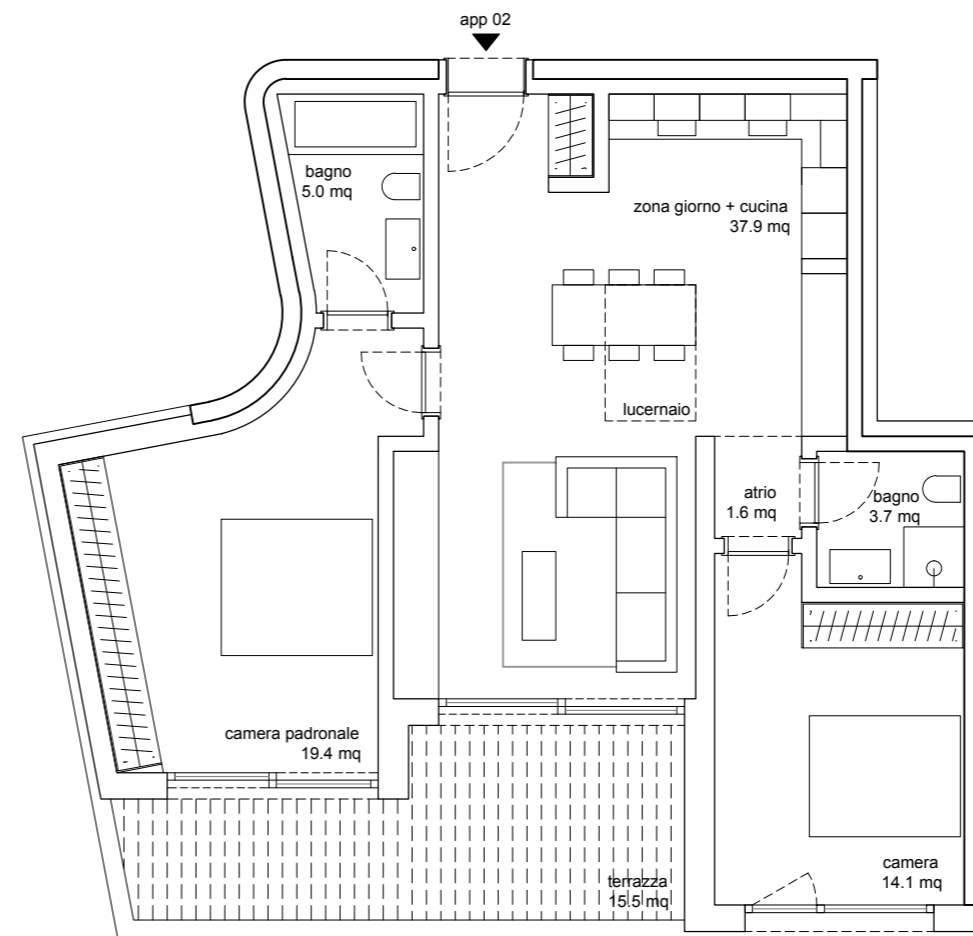 app 02
bagno
5.0 mq
zona giorno + cucina
37.9 mq
lucernaio
atrio
1.6 mq
bagno
3.7 mq
camera padronale
19.4 mq
camera
14.1 mq
terrazza
15.5 mq